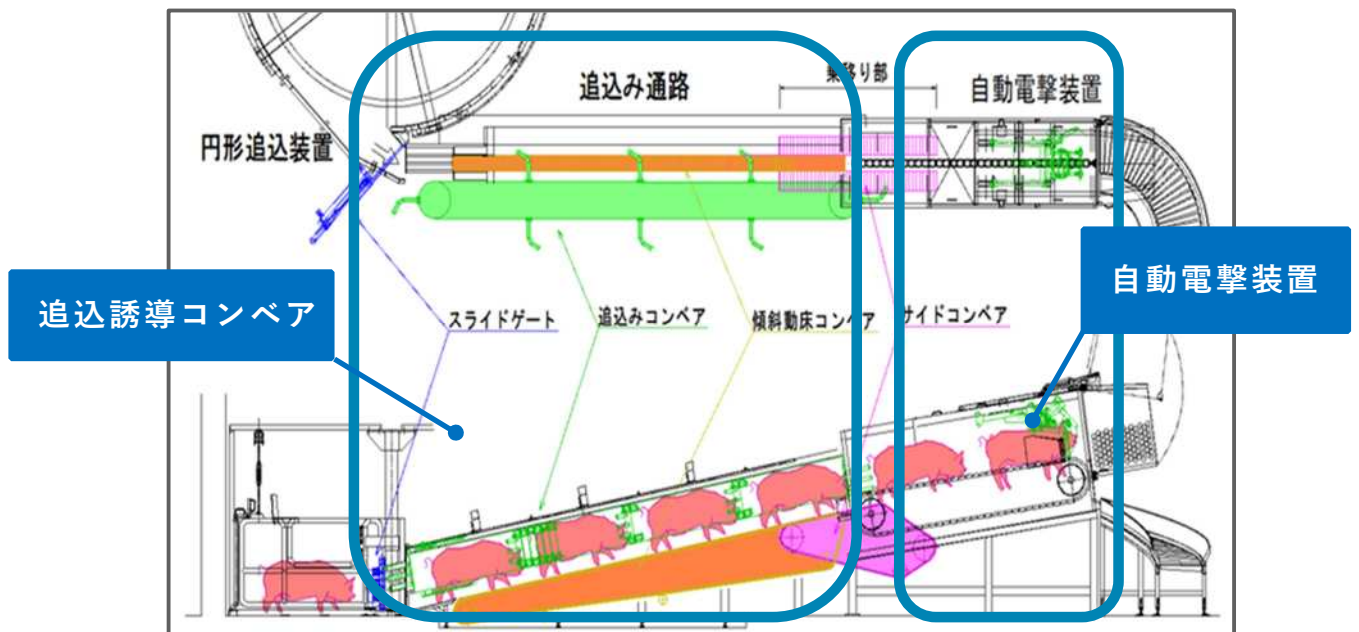 追込み通路
乗移り部
自動電撃装置
円形追込装置
追込誘導コンベア
自動電撃装置
スライドゲート
追込みコンベア
傾斜動床コンベア
サイドコンベア